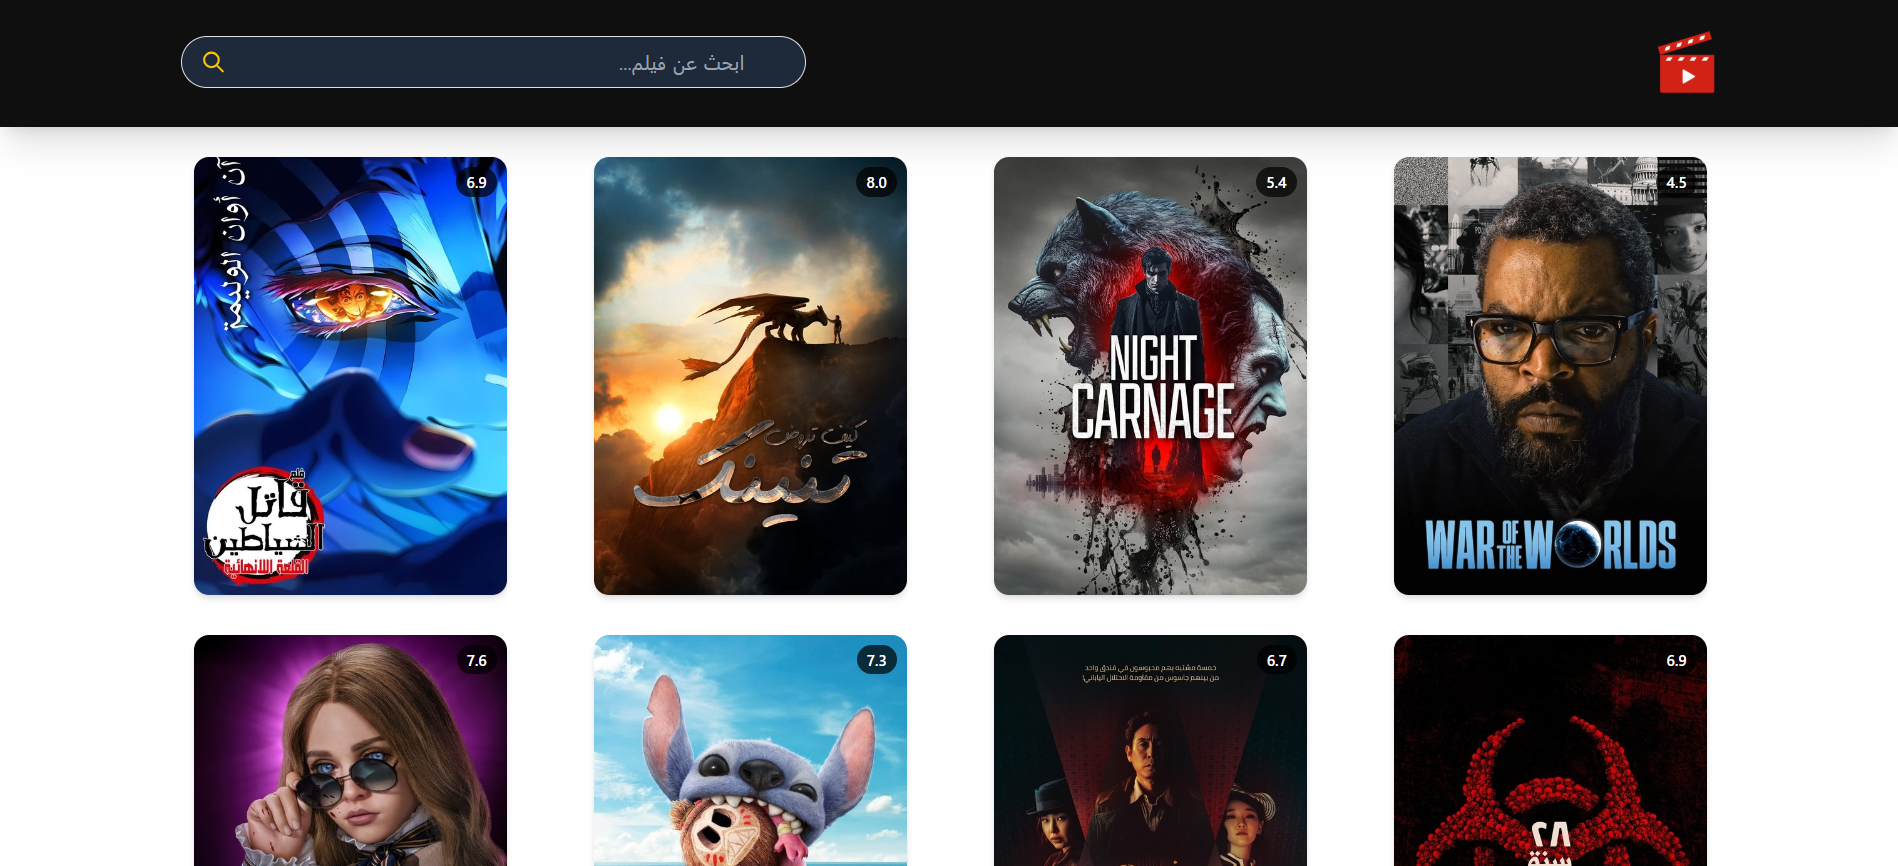 ابحث عن فيلم...
6.9
آن أوان الوليمة
فلم
قاتل
الشياطين
القلعة اللانهائية
8.0
كيف تروض
تنينك
5.4
NIGHT
CARNAGE
4.5
WAR OF THE WORLDS
7.6
7.3
6.7
خمسة مشتبه بهم محبوسون في فندق واحد
من بينهم جاسوس من مقاومة الاحتلال الياباني!
6.9
٢٨
سنة